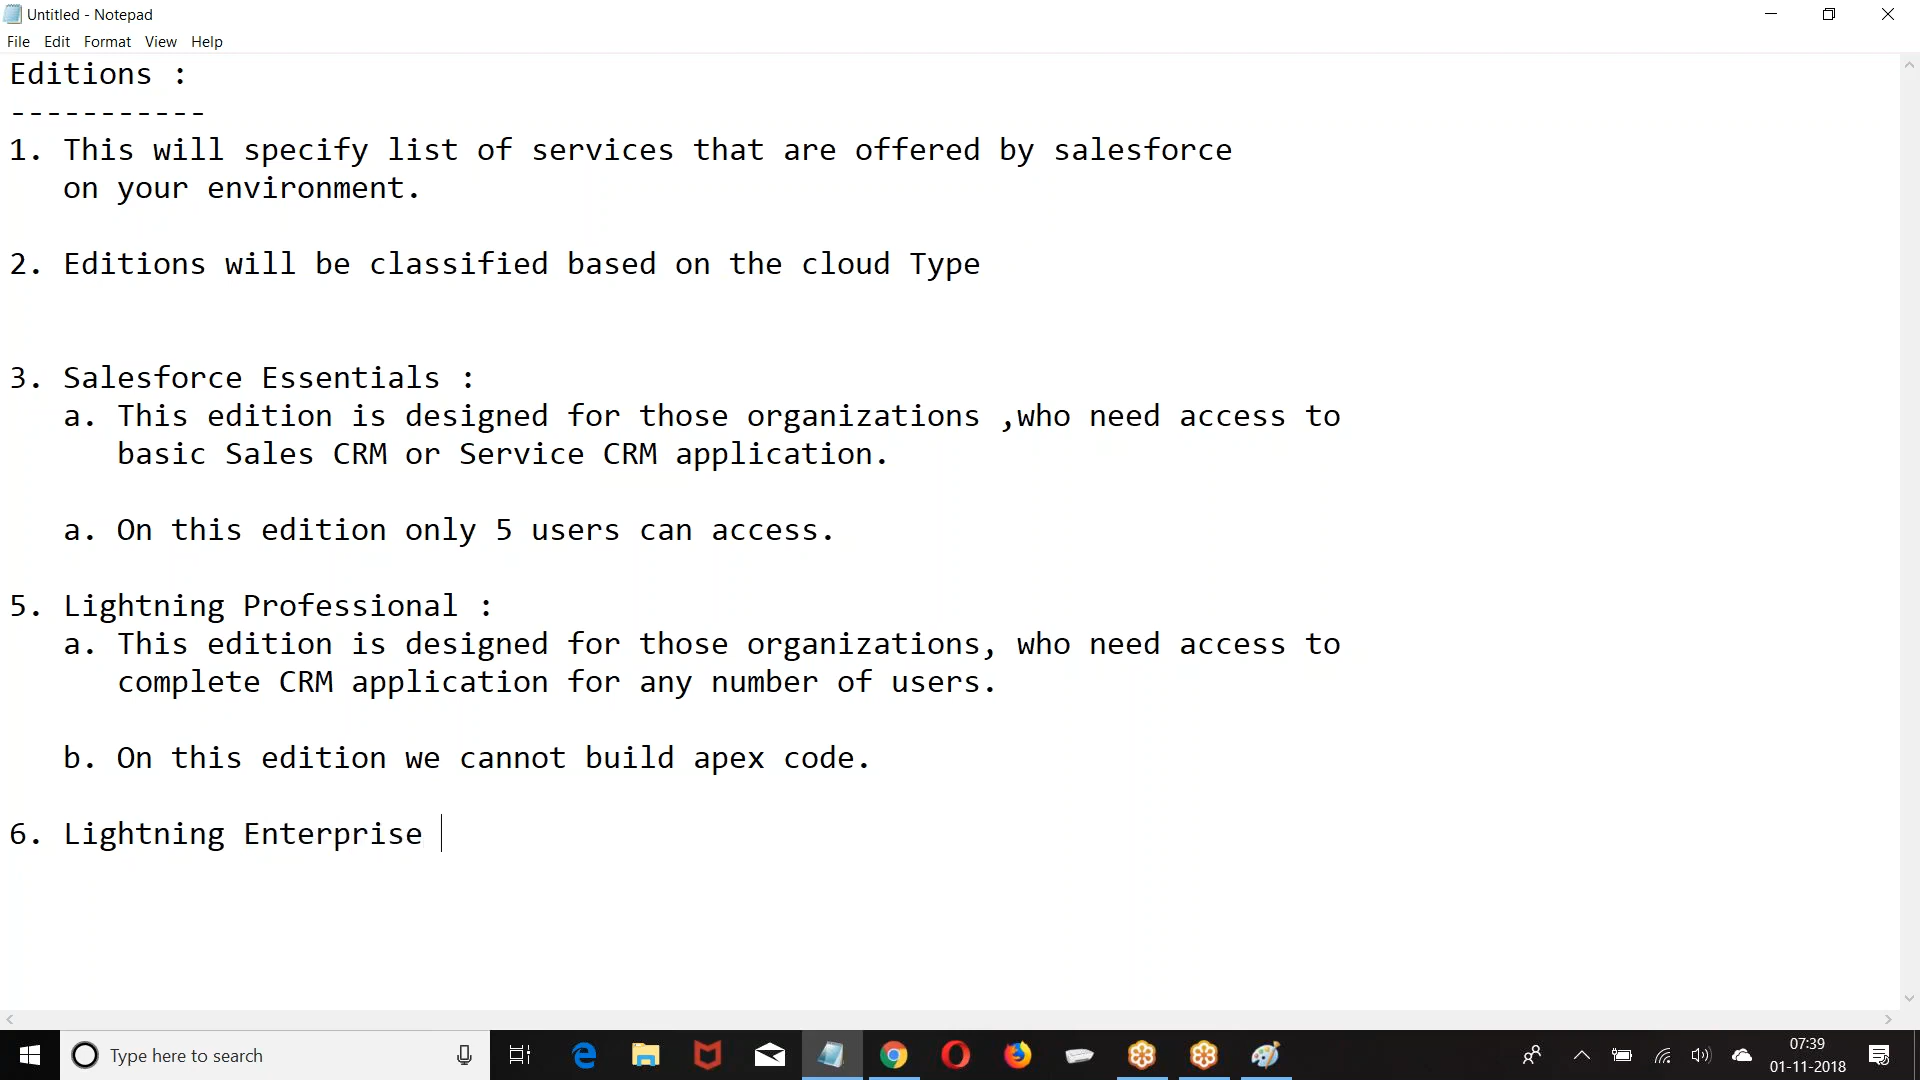 Untitled - Notepad
File Edit Format View Help
Editions :
-----------
1. This will specify list of services that are offered by salesforce
on your environment.
2. Editions will be classified based on the cloud Type
3. Salesforce Essentials :
a. This edition is designed for those organizations ,who need access to
basic Sales CRM or Service CRM application.
a. On this edition only 5 users can access.
5. Lightning Professional :
a. This edition is designed for those organizations, who need access to
complete CRM application for any number of users.
b. On this edition we cannot build apex code.
6. Lightning Enterprise
Type here to search
07:39
01-11-2018